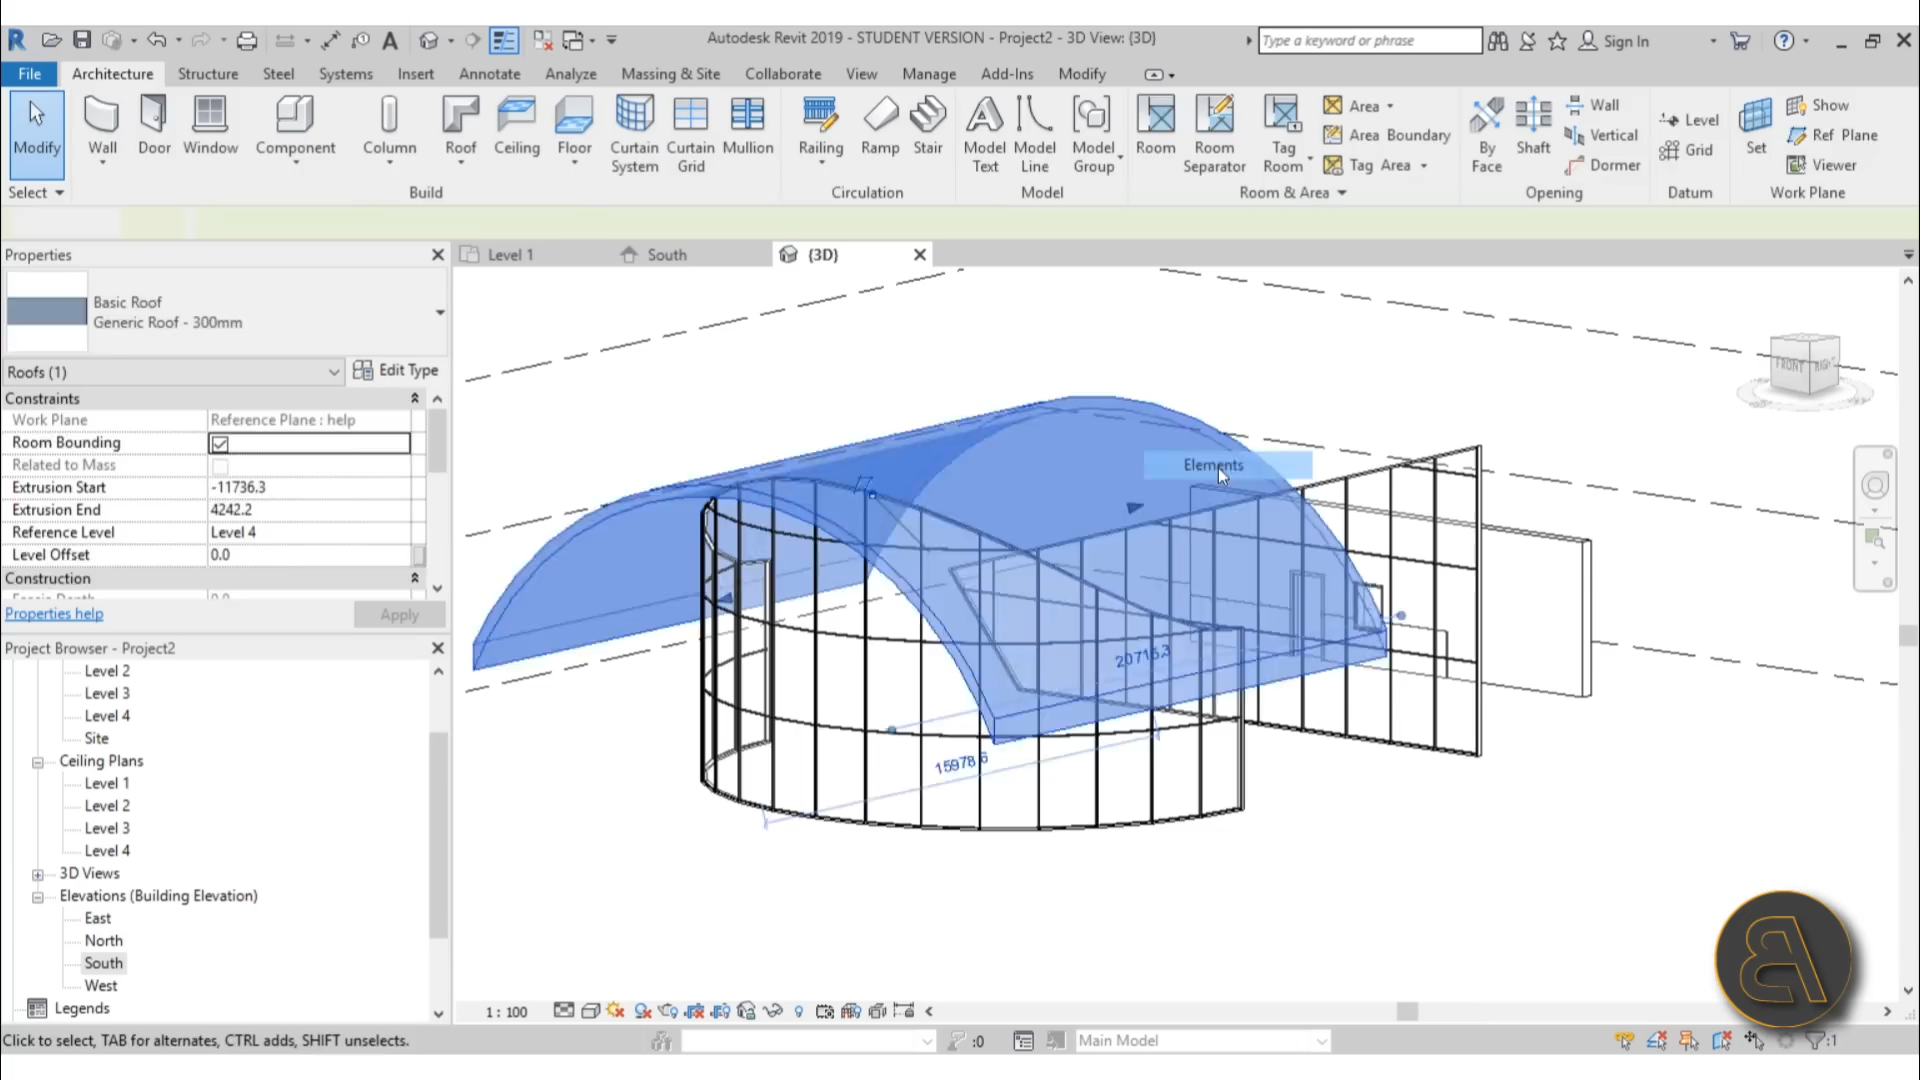 Autodesk Revit 2019 - STUDENT VERSION - Project2 - 3D View: {3D}
Type a keyword or phrase
Sign In
File Architecture Structure Steel Systems Insert Annotate Analyze Massing & Site Collaborate View Manage Add-Ins Modify
Modify
Wall
Door
Window
Component
Column
Roof
Ceiling
Floor
Curtain System
Curtain Grid
Mullion
Railing
Ramp
Stair
Model Text
Model Line
Model Group
Room
Room Separator
Tag Room
Area
Area Boundary
Tag Area
By Face
Shaft
Wall
Vertical
Dormer
Level
Grid
Set
Show
Ref Plane
Viewer
Select
Build
Circulation
Model
Room & Area
Opening
Datum
Work Plane
Properties
Level 1
South
{3D}
Basic Roof
Generic Roof - 300mm
Roofs (1)
Edit Type
Constraints
Work Plane Reference Plane : help
Room Bounding
Related to Mass
Extrusion Start -11736.3
Extrusion End 4242.2
Reference Level Level 4
Level Offset 0.0
Construction
Properties help
Apply
Project Browser - Project2
Level 2
Level 3
Level 4
Site
Ceiling Plans
Level 1
Level 2
Level 3
Level 4
3D Views
Elevations (Building Elevation)
East
North
South
West
Legends
Elements
FRONT
20715.3
15978.6
1 : 100
Click to select, TAB for alternates, CTRL adds, SHIFT unselects.
:0
Main Model
:1